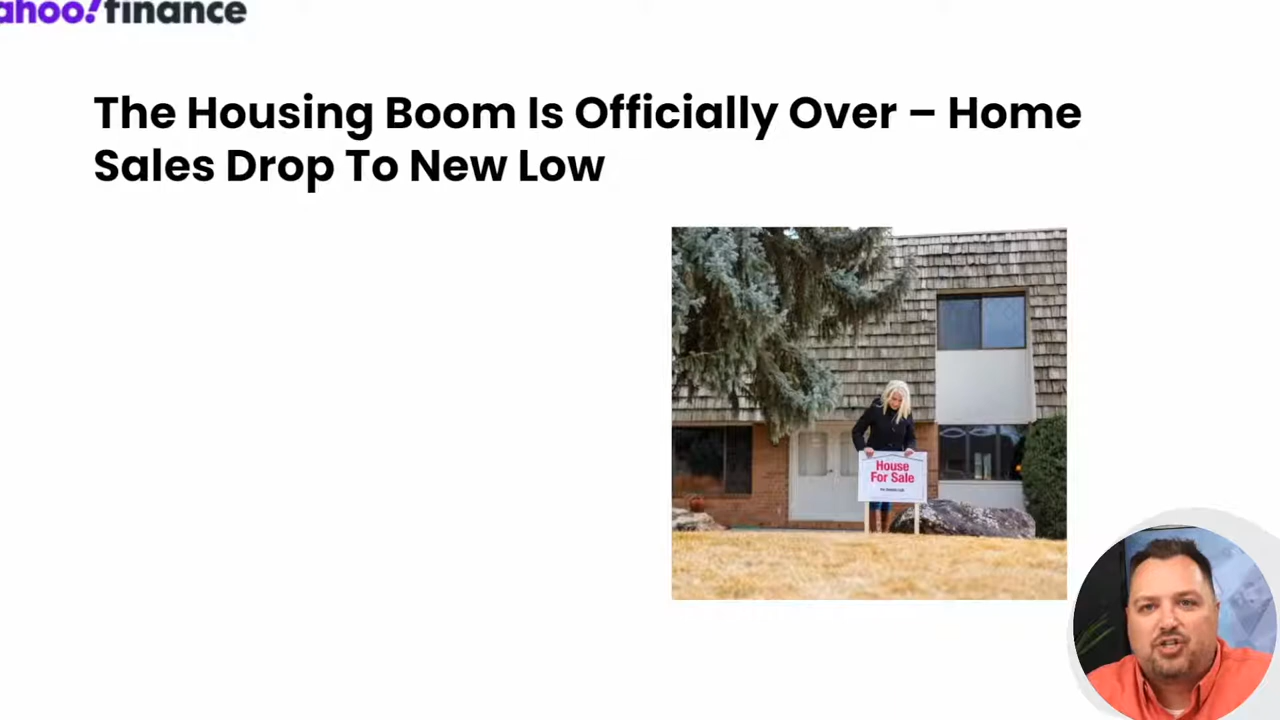 ahoo!finance
The Housing Boom Is Officially Over – Home
Sales Drop To New Low
House
For Sale